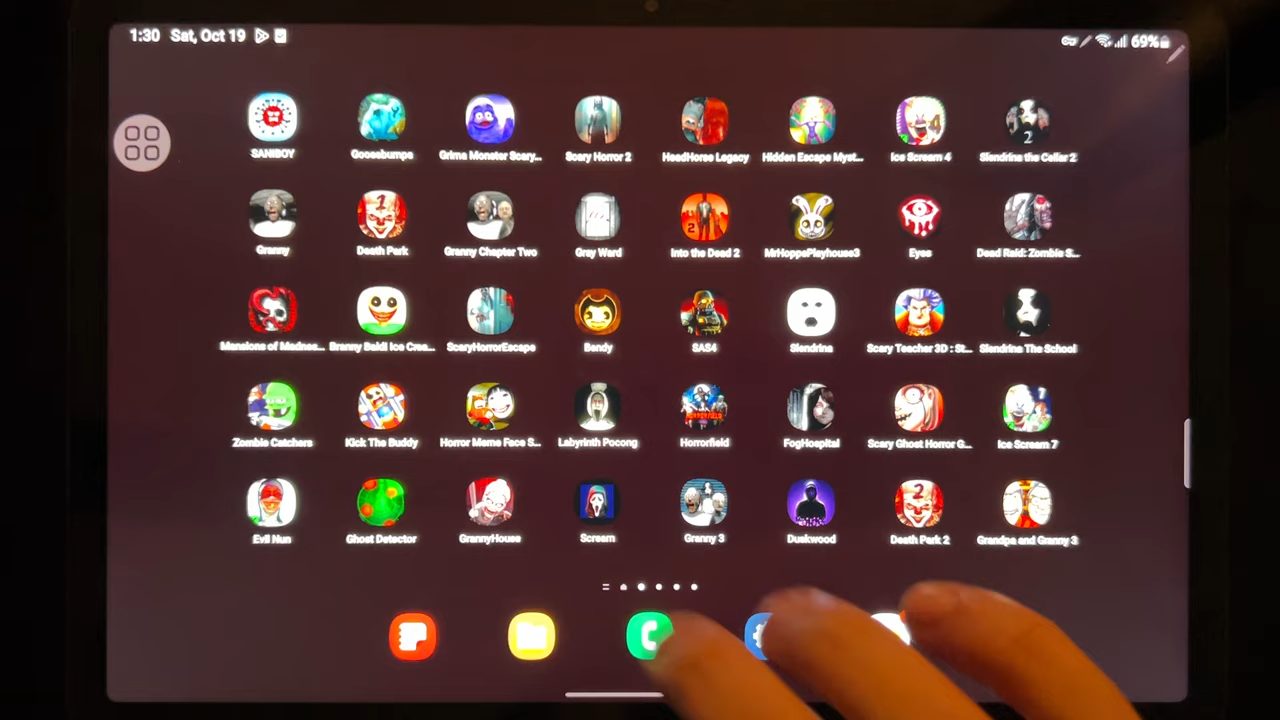 1:30 Sat, Oct 19
69%
SANIBOY Goosebumps Grima Monster Scary... Scary Horror 2 HeadHorse Legacy Hidden Escape Myst... Ice Scream 4 Slendrina the Cellar 2
2
Granny Death Park Granny Chapter Two Gray Ward Into the Dead 2 MrHoppePlayhouse3 Eyes Dead Raid: Zombie S...
Mansions of Madnes... Branny Baldi Ice Crea... ScaryHorrorEscape Bendy SAS4 Slendrina Scary Teacher 3D : St... Slendrina The School
Zombie Catchers Kick The Buddy Horror Meme Face S... Labyrinth Pocong Horrorfield FogHospital Scary Ghost Horror G... Ice Scream 7
Evil Nun Ghost Detector GrannyHouse Scream Granny 3 Duskwood Death Park 2 Grandpa and Granny 3